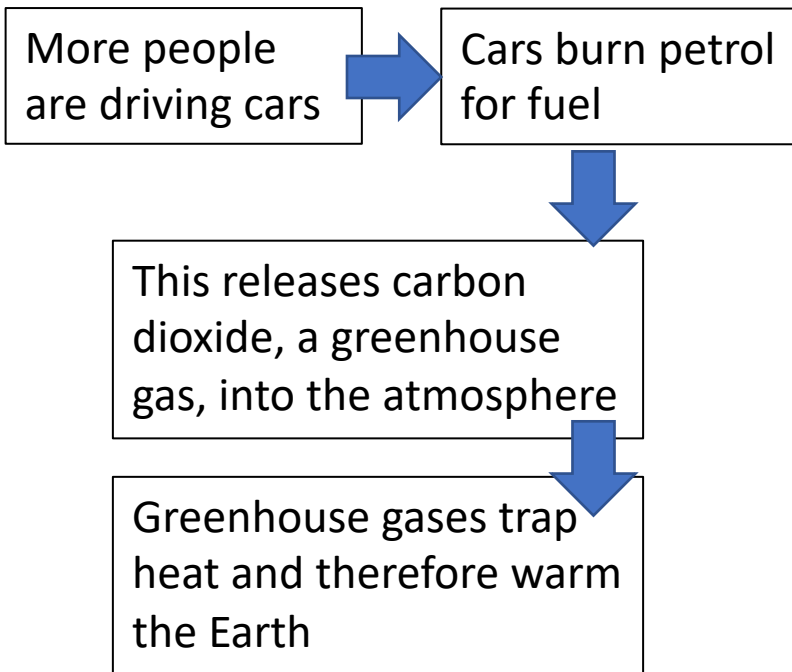 More people
are driving cars
Cars burn petrol
for fuel
This releases carbon
dioxide, a greenhouse
gas, into the atmosphere
Greenhouse gases trap
heat and therefore warm
the Earth